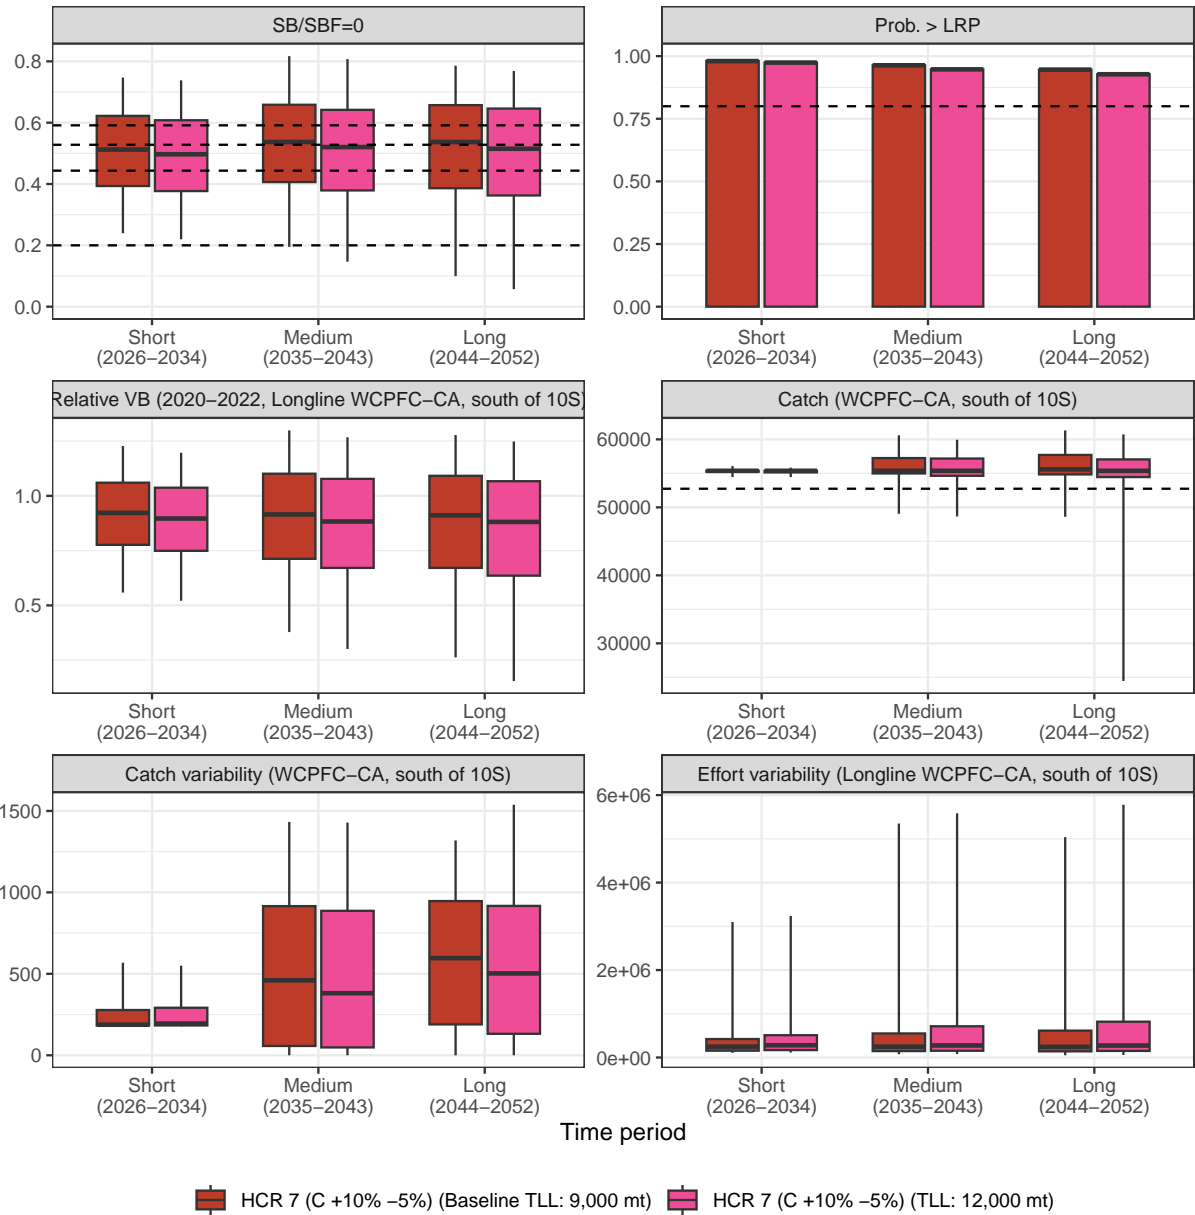 SB/SBF=0
Prob. > LRP
0.8
0.6
0.4
0.2
0.0
1.00
0.75
0.50
0.25
0.00
Short
(2026−2034)
Medium
(2035−2043)
Long
(2044−2052)
Short
(2026−2034)
Medium
(2035−2043)
Long
(2044−2052)
Relative VB (2020−2022, Longline WCPFC−CA, south of 10S)
Catch (WCPFC−CA, south of 10S)
1.0
0.5
60000
50000
40000
30000
Short
(2026−2034)
Medium
(2035−2043)
Long
(2044−2052)
Short
(2026−2034)
Medium
(2035−2043)
Long
(2044−2052)
Catch variability (WCPFC−CA, south of 10S)
Effort variability (Longline WCPFC−CA, south of 10S)
1500
1000
500
0
6e+06
4e+06
2e+06
0e+00
Short
(2026−2034)
Medium
(2035−2043)
Long
(2044−2052)
Short
(2026−2034)
Medium
(2035−2043)
Long
(2044−2052)
Time period
HCR 7 (C +10% −5%) (Baseline TLL: 9,000 mt)
HCR 7 (C +10% −5%) (TLL: 12,000 mt)